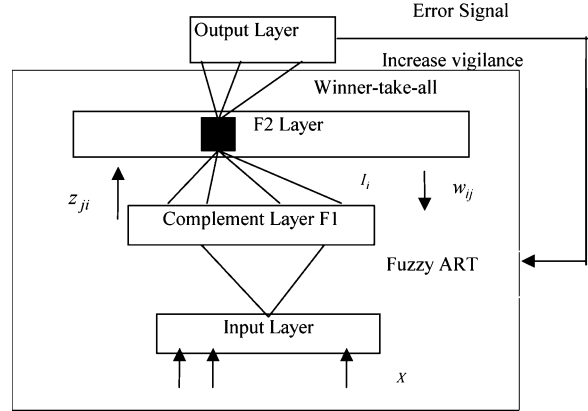 Error Signal
Output Layer
Increase vigilance
Winner-take-all
F2 Layer
I_i
z_ji
w_ij
Complement Layer F1
Fuzzy ART
Input Layer
X